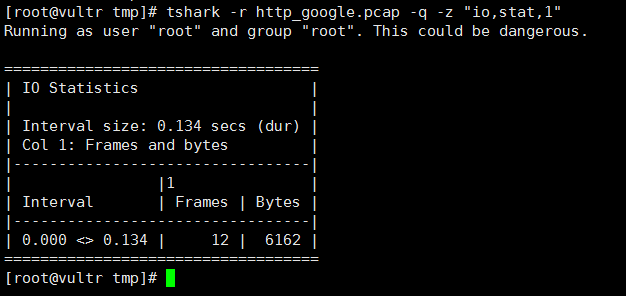 [root@vultr tmp]# tshark -r http_google.pcap -q -z "io,stat,1"
Running as user "root" and group "root". This could be dangerous.
===================================
| IO Statistics                   |
|                                 |
| Interval size: 0.134 secs (dur) |
| Col 1: Frames and bytes         |
|---------------------------------|
|                |1               |
| Interval       | Frames | Bytes |
|---------------------------------|
| 0.000 <> 0.134 |     12 |  6162 |
===================================
[root@vultr tmp]#